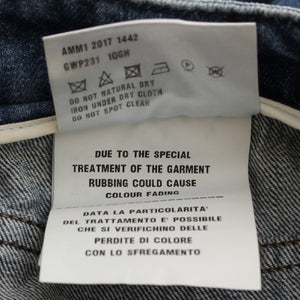 AMM1 2017 1442
GWP231 10GH
DO NOT NATURAL DRY
IRON UNDER DRY CLOTH
DO NOT SPOT CLEAN
DUE TO THE SPECIAL
TREATMENT OF THE GARMENT
RUBBING COULD CAUSE
COLOUR FADING
DATA LA PARTICOLARITA'
DEL TRATTAMENTO E' POSSIBILE
CHE SI VERIFICHINO DELLE
PERDITE DI COLORE
CON LO SFREGAMENTO